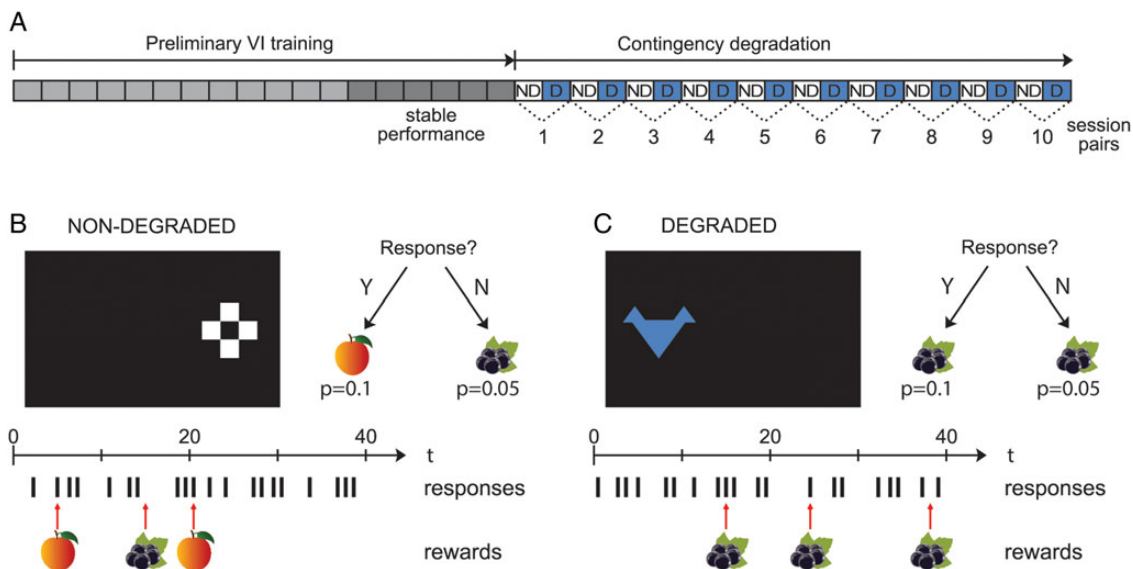 A
Preliminary VI training
Contingency degradation
ND D ND D ND D ND D ND D ND D ND D ND D ND D ND D
stable
performance
1 2 3 4 5 6 7 8 9 10
session
pairs
B
NON-DEGRADED
Response?
Y
N
p=0.1
p=0.05
0
20
40
t
responses
rewards
C
DEGRADED
Response?
Y
N
p=0.1
p=0.05
0
20
40
t
responses
rewards